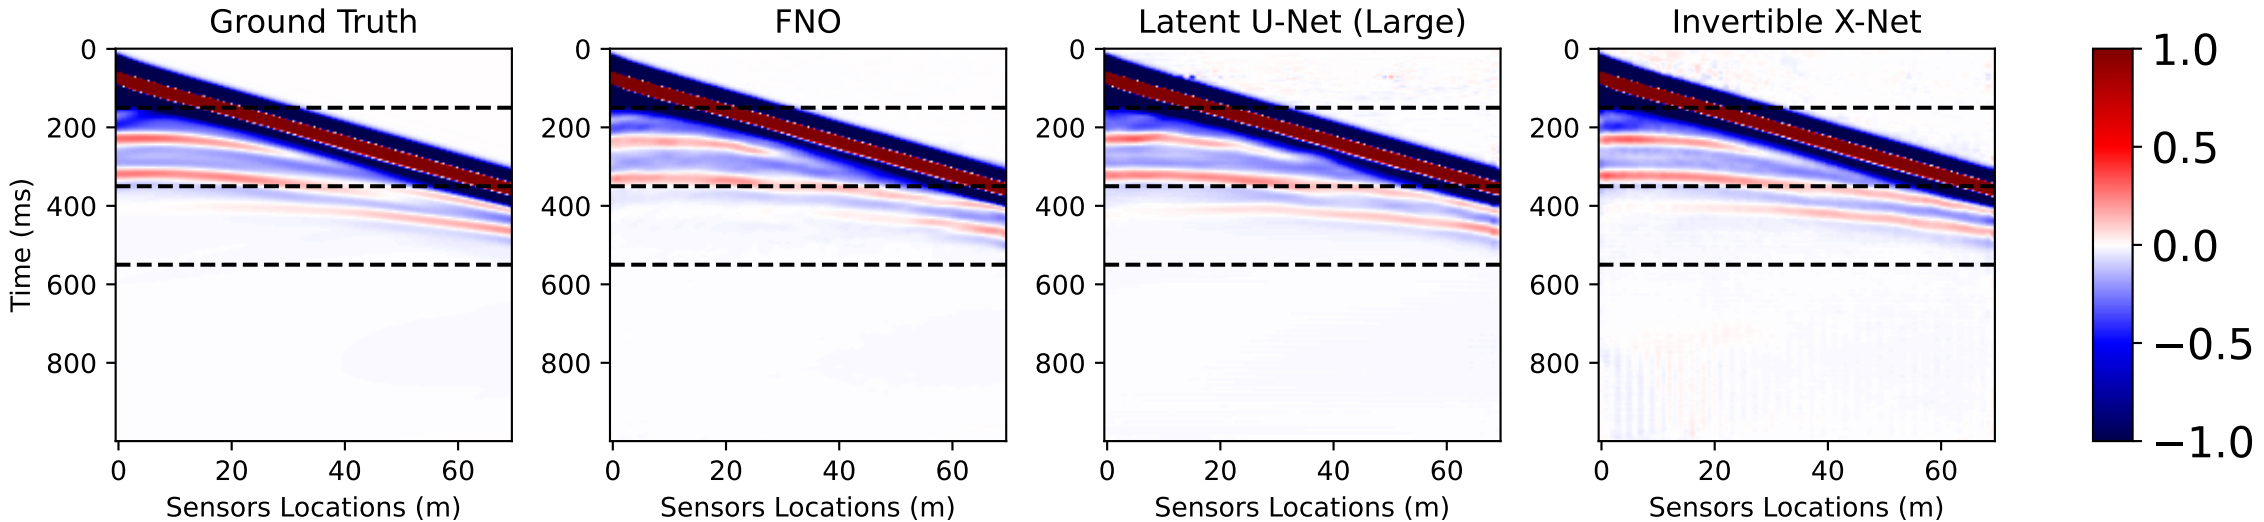 Ground Truth
FNO
Latent U-Net (Large)
Invertible X-Net
Time (ms)
0
200
400
600
800
0 20 40 60
Sensors Locations (m)
0
200
400
600
800
0 20 40 60
Sensors Locations (m)
0
200
400
600
800
0 20 40 60
Sensors Locations (m)
0
200
400
600
800
0 20 40 60
Sensors Locations (m)
1.0
0.5
0.0
−0.5
−1.0